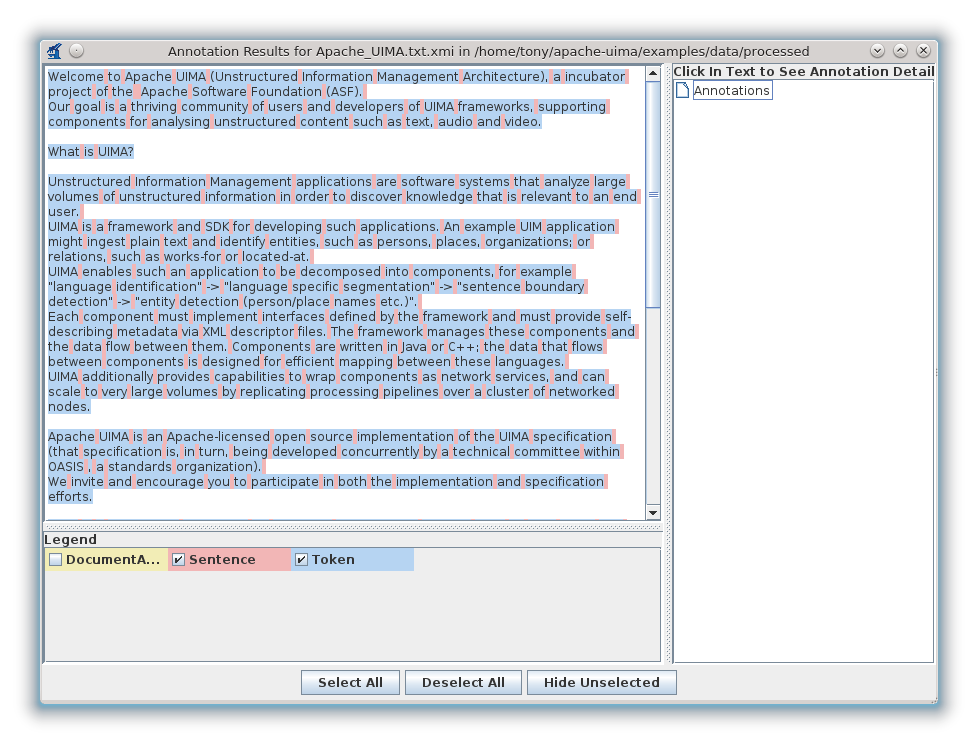 Annotation Results for Apache_UIMA.txt.xmi in /home/tony/apache-uima/examples/data/processed
Welcome to Apache UIMA (Unstructured Information Management Architecture), a incubator
project of the  Apache Software Foundation (ASF).
Our goal is a thriving community of users and developers of UIMA frameworks, supporting
components for analysing unstructured content such as text, audio and video.
What is UIMA?
Unstructured Information Management applications are software systems that analyze large
volumes of unstructured information in order to discover knowledge that is relevant to an end
user.
UIMA is a framework and SDK for developing such applications. An example UIM application
might ingest plain text and identify entities, such as persons, places, organizations; or
relations, such as works-for or located-at.
UIMA enables such an application to be decomposed into components, for example
"language identification" -> "language specific segmentation" -> "sentence boundary
detection" -> "entity detection (person/place names etc.)".
Each component must implement interfaces defined by the framework and must provide self-
describing metadata via XML descriptor files. The framework manages these components and
the data flow between them. Components are written in Java or C++; the data that flows
between components is designed for efficient mapping between these languages.
UIMA additionally provides capabilities to wrap components as network services, and can
scale to very large volumes by replicating processing pipelines over a cluster of networked
nodes.
Apache UIMA is an Apache-licensed open source implementation of the UIMA specification
(that specification is, in turn, being developed concurrently by a technical committee within
OASIS , a standards organization).
We invite and encourage you to participate in both the implementation and specification
efforts.
Click In Text to See Annotation Detail
Annotations
Legend
DocumentA...
Sentence
Token
Select All
Deselect All
Hide Unselected